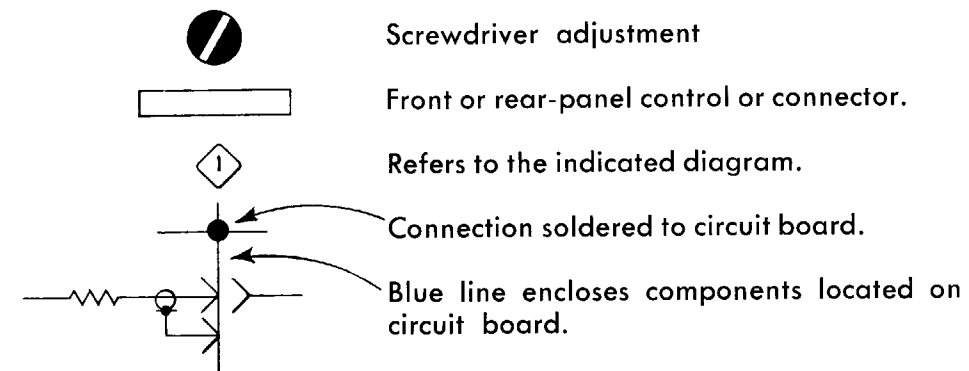 Screwdriver adjustment
Front or rear-panel control or connector.
1
Refers to the indicated diagram.
Connection soldered to circuit board.
Blue line encloses components located on
circuit board.